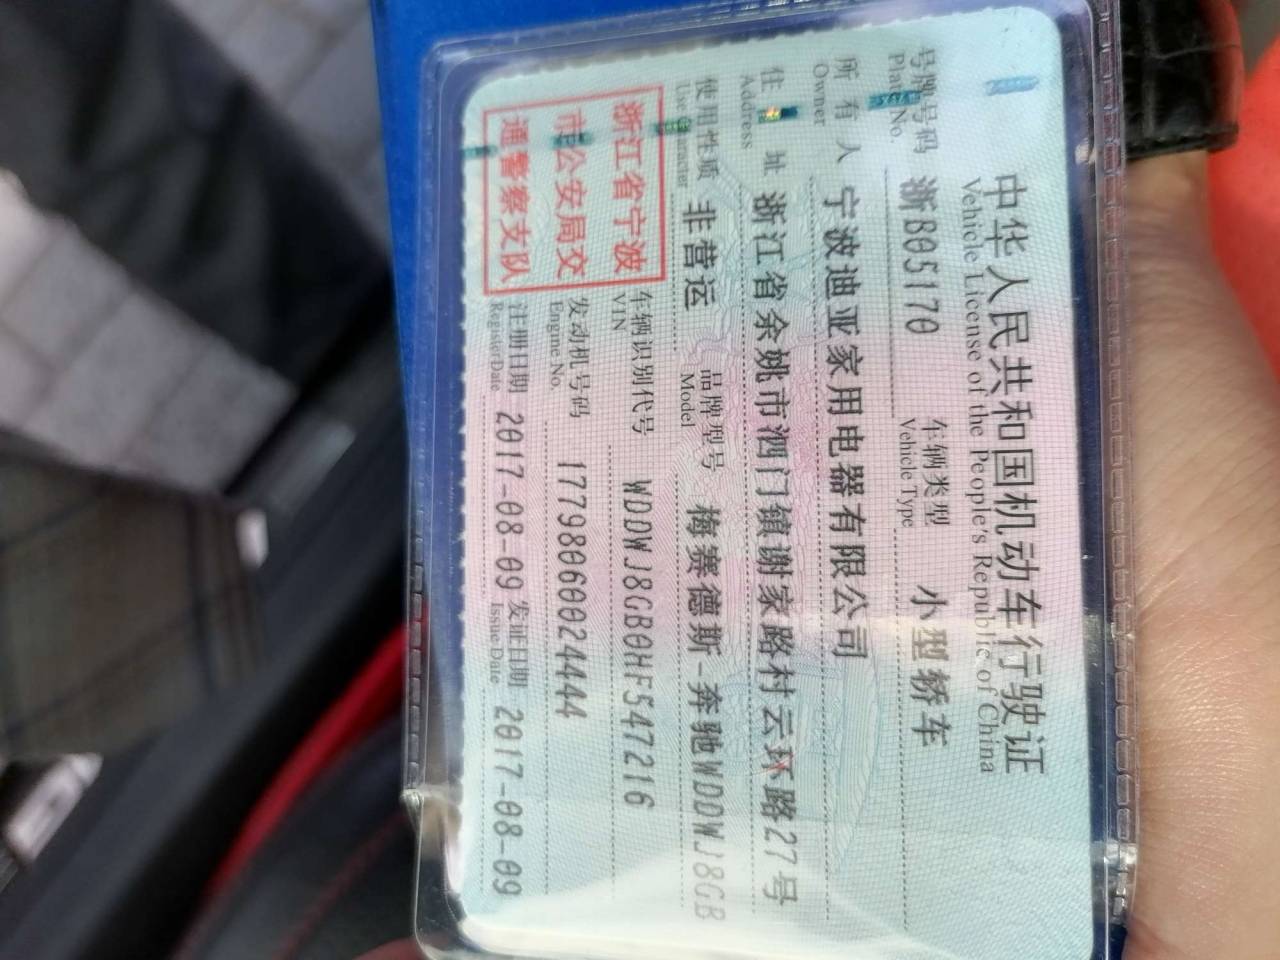 中华人民共和国机动车行驶证
Vehicle License of the People's Republic of China
号牌号码 浙B05170 车辆类型 小型轿车
Plate No. Vehicle Type
所有人 宁波迪亚家用电器有限公司
Owner
住址 浙江省余姚市泗门镇谢家路村云环路27号
Address
使用性质 非营运 品牌型号 梅赛德斯-奔驰WDDWJ8GB
Use Character Model
浙江省宁波
市公安局交
通警察支队
车辆识别代号 WDDWJ8GB0HF547216
VIN
发动机号码 17798060024444
Engine No.
注册日期 2017-08-09 发证日期 2017-08-09
Register Date Issue Date